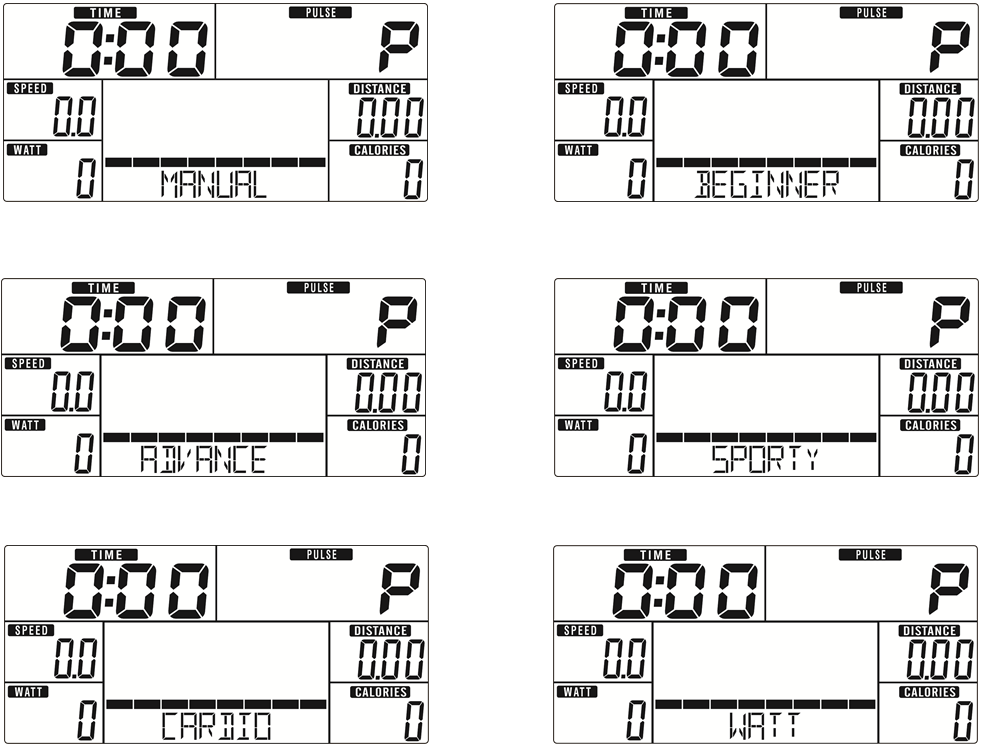 TIME PULSE
0:00 P
SPEED DISTANCE
0.0 0.00
WATT CALORIES
0 0
MANUAL
TIME PULSE
0:00 P
SPEED DISTANCE
0.0 0.00
WATT CALORIES
0 0
BEGINNER
TIME PULSE
0:00 P
SPEED DISTANCE
0.0 0.00
WATT CALORIES
0 0
ADVANCE
TIME PULSE
0:00 P
SPEED DISTANCE
0.0 0.00
WATT CALORIES
0 0
SPORTY
TIME PULSE
0:00 P
SPEED DISTANCE
0.0 0.00
WATT CALORIES
0 0
CARDIO
TIME PULSE
0:00 P
SPEED DISTANCE
0.0 0.00
WATT CALORIES
0 0
WATT